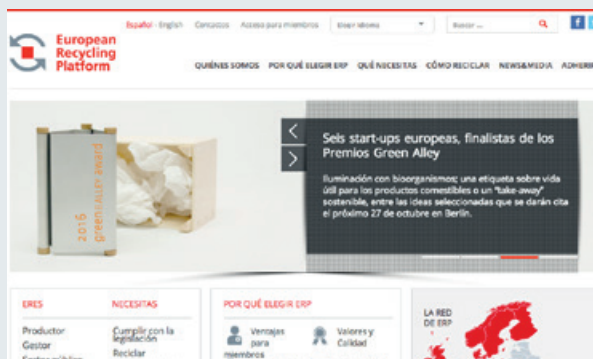 Español - English Contactos Acceso para miembros Elegir idioma Buscar ...
European
Recycling
Platform
QUIÉNES SOMOS POR QUÉ ELEGIR ERP QUÉ NECESITAS CÓMO RECICLAR NEWS&MEDIA ADHERIR
2016
greenALLEY award
Seis start-ups europeas, finalistas de los
Premios Green Alley
Iluminación con bioorganismos; una etiqueta sobre vida
útil para los productos comestibles o un "take-away"
sostenible, entre las ideas seleccionadas que se darán cita
el próximo 27 de octubre en Berlín.
ERES NECESITAS
Productor Cumplir con la
legislación
Gestor Reciclar
POR QUÉ ELEGIR ERP
Ventajas
para
miembros
Valores y
Calidad
LA RED
DE ERP